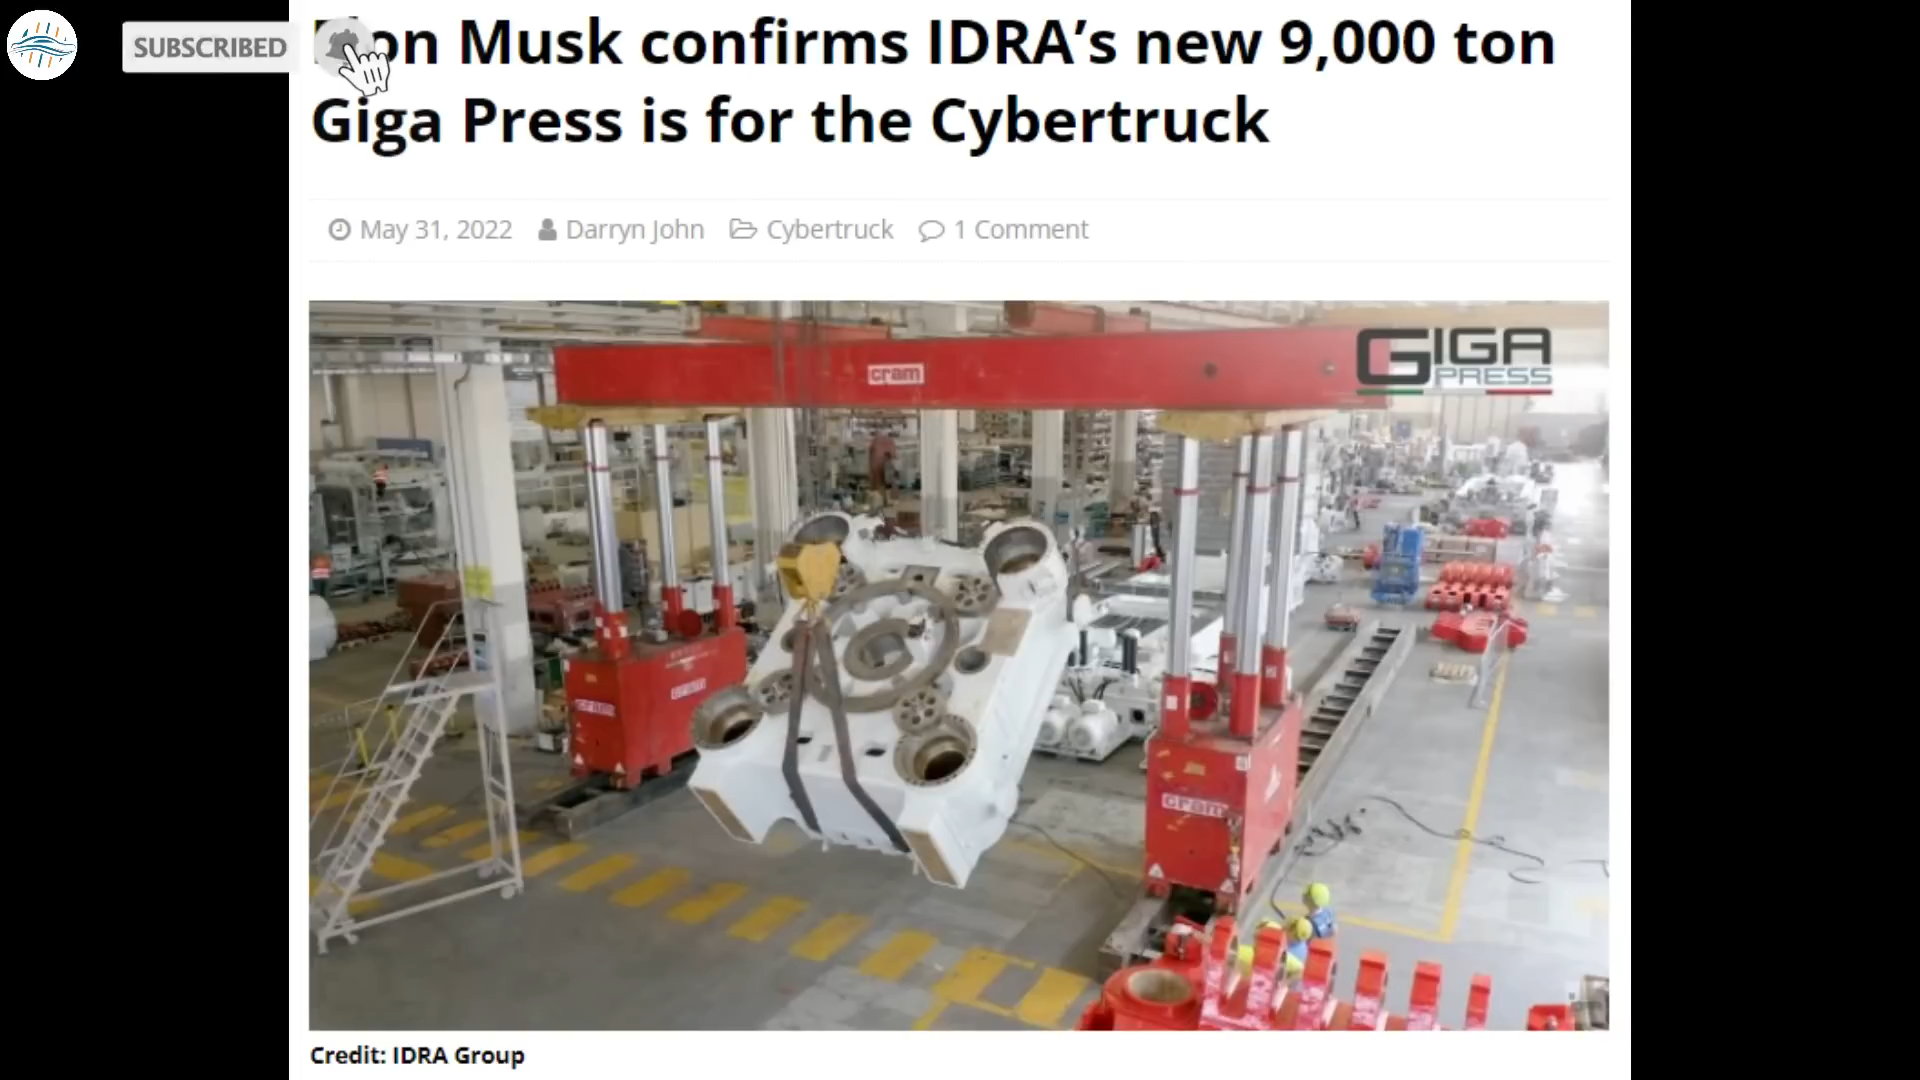 SUBSCRIBED
on Musk confirms IDRA's new 9,000 ton
Giga Press is for the Cybertruck
May 31, 2022 Darryn John Cybertruck 1 Comment
GIGA
PRESS
cram
cram
cram
cram
Credit: IDRA Group